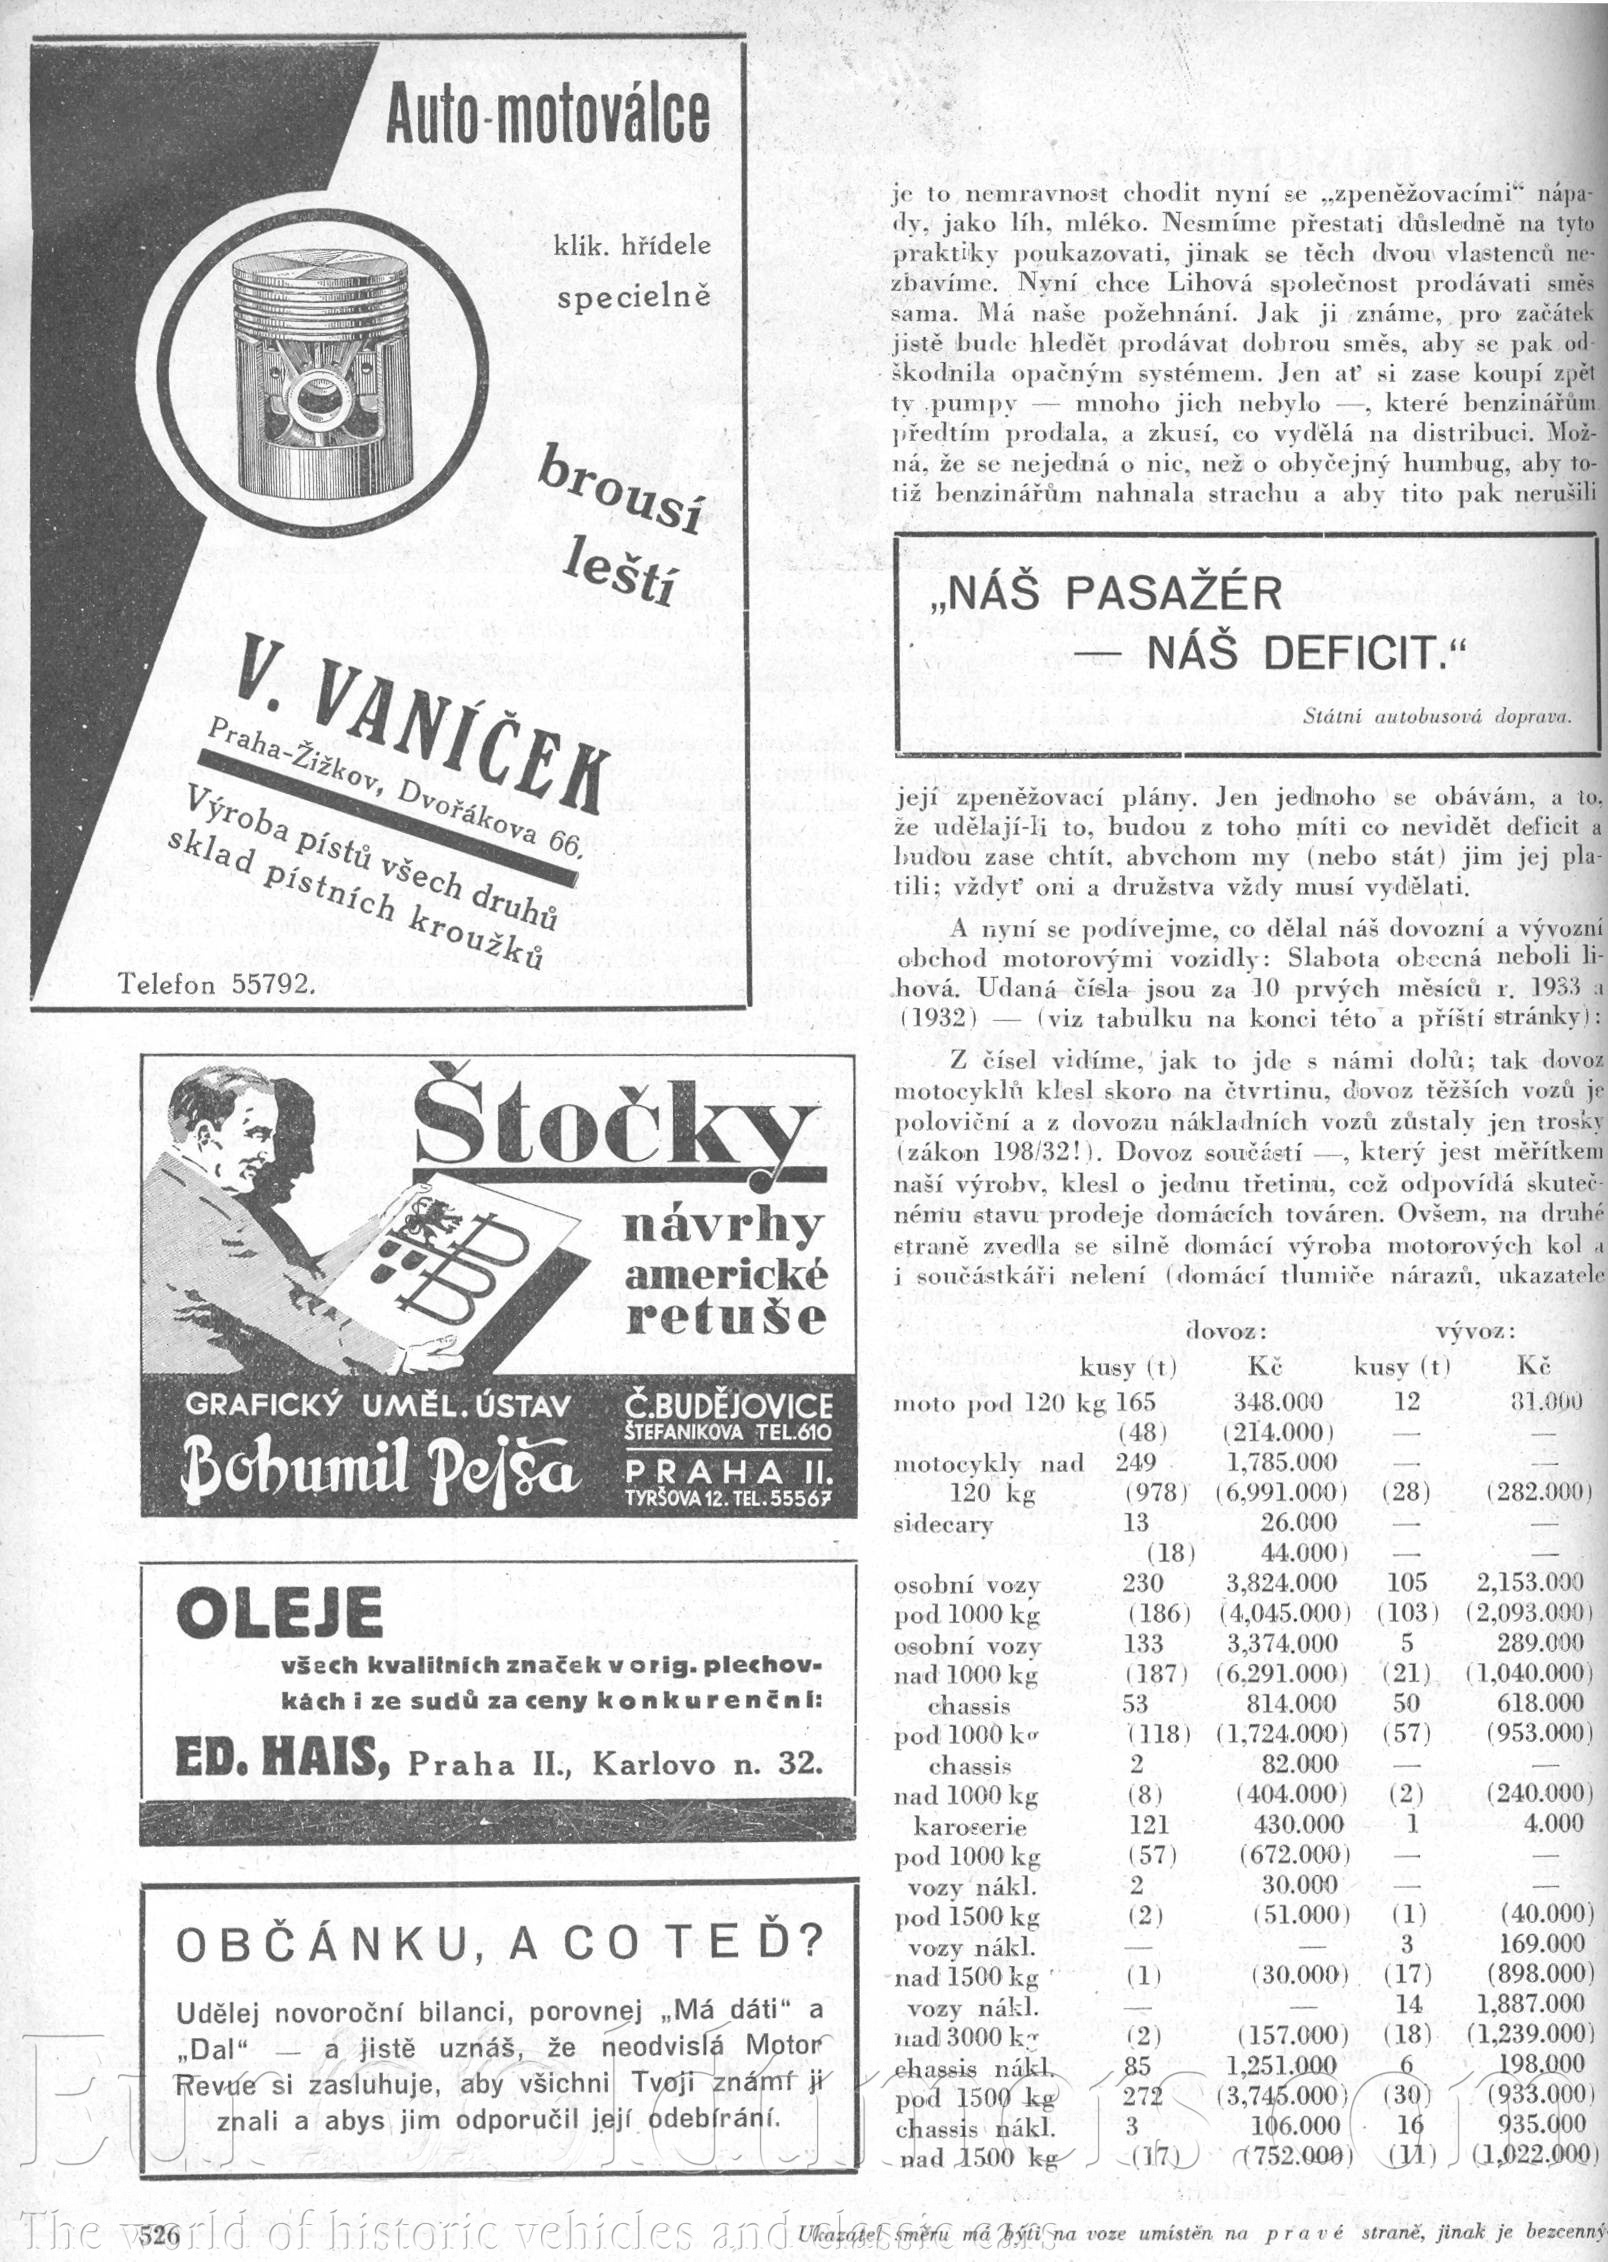 Auto-motoválce
klik. hřídele
specielně
brousí
leští
V. VANÍČEK
Praha-Žižkov, Dvořákova 66.
Výroba pístů všech druhů
sklad pístních kroužků
Telefon 55792.
Štočky
návrhy
americké
retuše
GRAFICKÝ UMĚL. ÚSTAV
Bohumil Pejša
Č.BUDĚJOVICE
ŠTEFANIKOVA TEL.610
PRAHA II.
TYRŠOVA 12. TEL. 55567
OLEJE
všech kvalitních značek v orig. plechov-
kách i ze sudů za ceny konkurenční:
ED. HAIS, Praha II., Karlovo n. 32.
OBČÁNKU, A CO TEĎ?
Udělej novoroční bilanci, porovnej „Má dáti“ a
„Dal“ — a jistě uznáš, že neodvislá Motor
Revue si zasluhuje, aby všichni Tvoji známí ji
znali a abys jim odporučil její odebírání.
je to nemravnost chodit nyní se „zpeněžovacími“ nápa-
dy, jako líh, mléko. Nesmíme přestati důsledně na tyto
praktiky poukazovati, jinak se těch dvou vlastenců ne-
zbavíme. Nyní chce Lihová společnost prodávati směs
sama. Má naše požehnání. Jak ji známe, pro začátek
jistě bude hledět prodávat dobrou směs, aby se pak od-
škodnila opačným systémem. Jen ať si zase koupí zpět
ty pumpy — mnoho jich nebylo —, které benzinářům
předtím prodala, a zkusí, co vydělá na distribuci. Mož-
ná, že se nejedná o nic, než o obyčejný humbug, aby to-
tiž benzinářům nahnala strachu a aby tito pak nerušili
„NÁŠ PASAŽÉR
— NÁŠ DEFICIT.“
Státní autobusová doprava.
její zpeněžovací plány. Jen jednoho se obávám, a to,
že udělají-li to, budou z toho míti co nevidět deficit a
budou zase chtít, abychom my (nebo stát) jim jej pla-
tili; vždyť oni a družstva vždy musí vydělati.
A nyní se podívejme, co dělal náš dovozní a vývozní
obchod motorovými vozidly: Slabota obecná neboli li-
hová. Udaná čísla jsou za 10 prvých měsíců r. 1933 a
(1932) — (viz tabulku na konci této a příští stránky):
Z čísel vidíme, jak to jde s námi dolů; tak dovoz
motocyklů klesl skoro na čtvrtinu, dovoz těžších vozů je
poloviční a z dovozu nákladních vozů zůstaly jen trosky
(zákon 198/32!). Dovoz součástí —, který jest měřítkem
naší výroby, klesl o jednu třetinu, což odpovídá skuteč-
nému stavu prodeje domácích továren. Ovšem, na druhé
straně zvedla se silně domácí výroba motorových kol a
i součástkáři nelení (domácí tlumiče nárazů, ukazatele
dovoz: vývoz:
kusy (t) Kč kusy (t) Kč
moto pod 120 kg 165 348.000 12 81.000
(48) (214.000) — —
motocykly nad 249 1,785.000 — —
120 kg (978) (6,991.000) (28) (282.000)
sidecary 13 26.000 — —
(18) 44.000) — —
osobní vozy 230 3,824.000 105 2,153.000
pod 1000 kg (186) (4,045.000) (103) (2,093.000)
osobní vozy 133 3,374.000 5 289.000
nad 1000 kg (187) (6,291.000) (21) (1,040.000)
chassis 53 814.000 50 618.000
pod 1000 kg (118) (1,724.000) (57) (953.000)
chassis 2 82.000 — —
nad 1000 kg (8) (404.000) (2) (240.000)
karoserie 121 430.000 1 4.000
pod 1000 kg (57) (672.000) — —
vozy nákl. 2 30.000 — —
pod 1500 kg (2) (51.000) (1) (40.000)
vozy nákl. — — 3 169.000
nad 1500 kg (1) (30.000) (17) (898.000)
vozy nákl. — — 14 1,887.000
nad 3000 kg (2) (157.000) (18) (1,239.000)
chassis nákl. 85 1,251.000 6 198.000
pod 1500 kg 272 (3,745.000) (30) (933.000)
chassis nákl. 3 106.000 16 935.000
nad 1500 kg (17) (752.000) (11) (1,022.000)
526
Ukazatel směru má býti na voze umístěn na pravé straně, jinak je bezcenný
The world of historic vehicles and classic cars